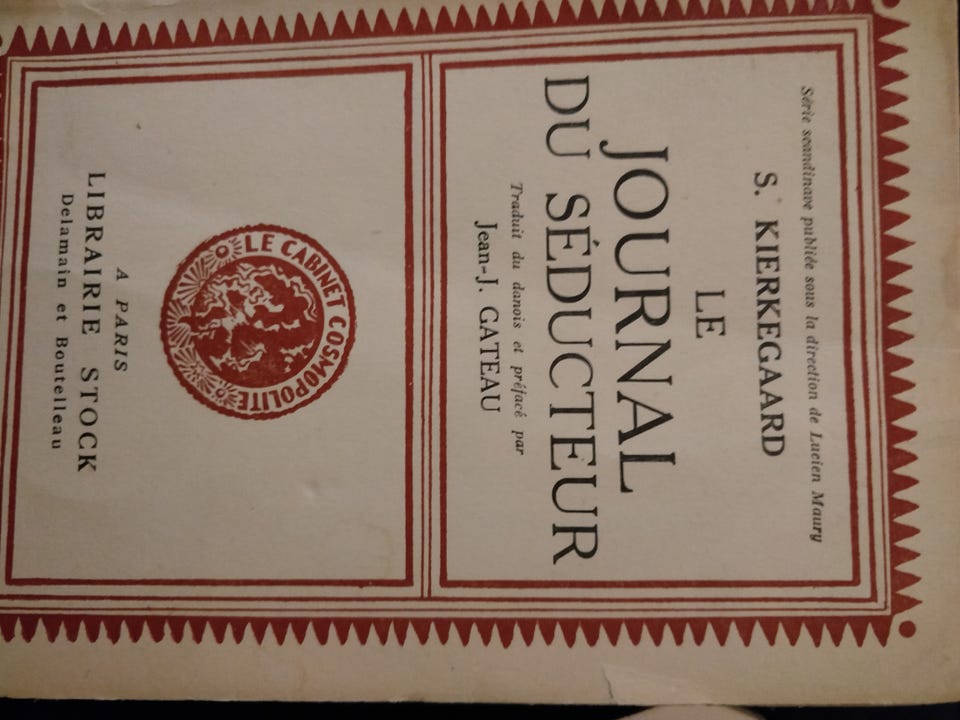 Série scandinave publiée sous la direction de Lucien Maury
S. KIERKEGAARD
LE
JOURNAL
DU SÉDUCTEUR
Traduit du danois et préfacé par
Jean-J. GATEAU
LE CABINET COSMOPOLITE
A PARIS
LIBRAIRIE STOCK
Delamain et Boutelleau